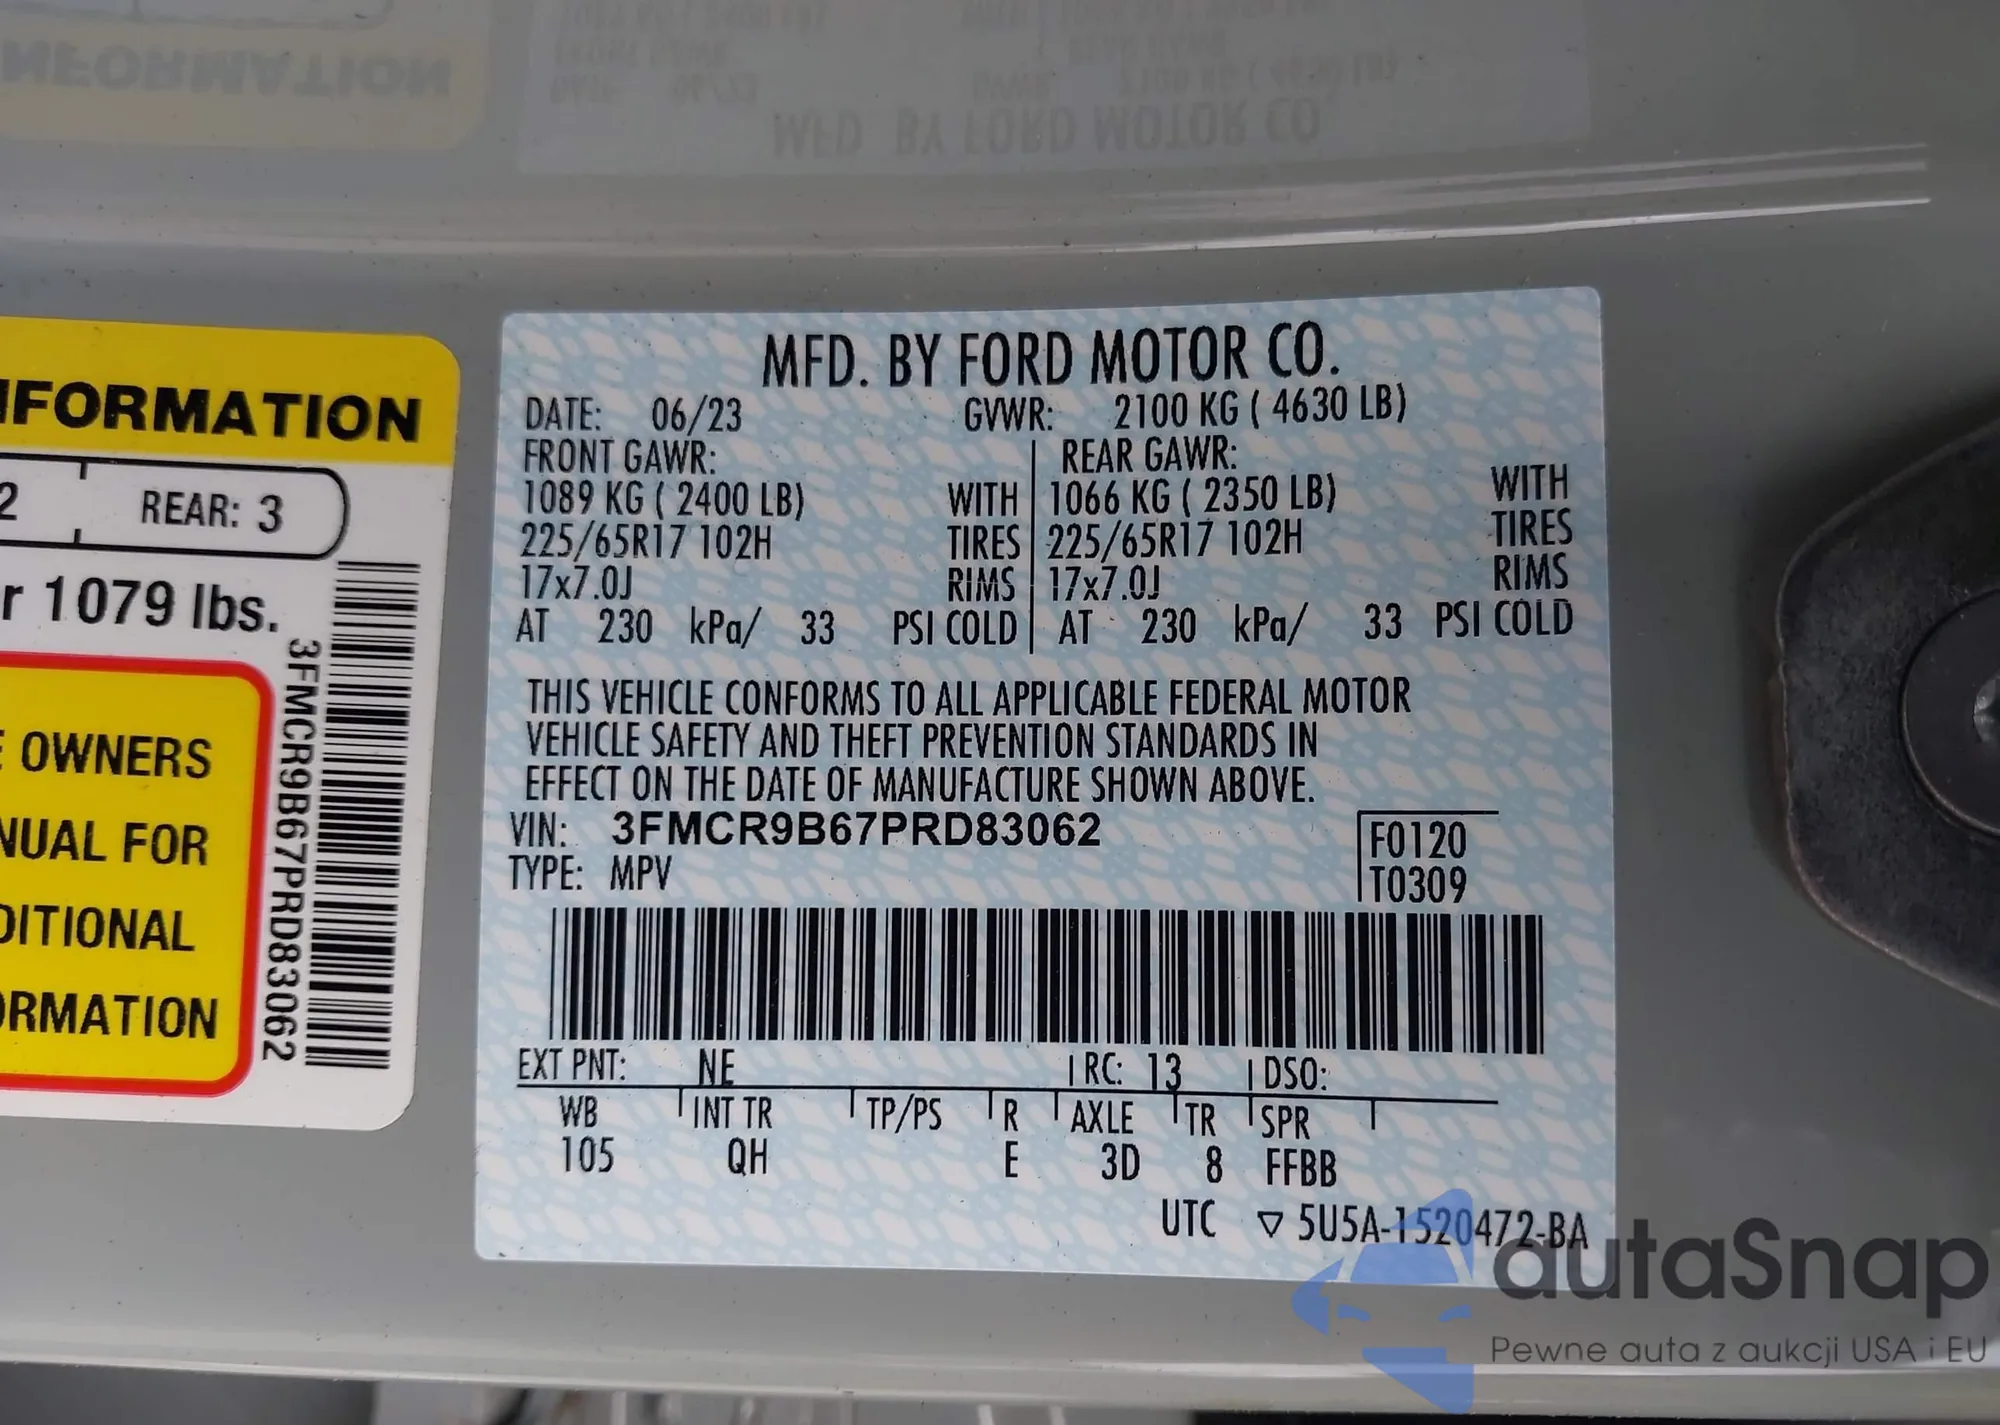 NFORMATION
2 REAR: 3
r 1079 lbs.
OWNERS
NUAL FOR
DITIONAL
ORMATION
3FMCR9B67PRD83062
MFD. BY FORD MOTOR CO.
DATE: 06/23 GVWR: 2100 KG ( 4630 LB)
FRONT GAWR: REAR GAWR:
1089 KG ( 2400 LB) WITH 1066 KG ( 2350 LB) WITH
225/65R17 102H TIRES 225/65R17 102H TIRES
17x7.0J RIMS 17x7.0J RIMS
AT 230 kPa/ 33 PSI COLD AT 230 kPa/ 33 PSI COLD
THIS VEHICLE CONFORMS TO ALL APPLICABLE FEDERAL MOTOR
VEHICLE SAFETY AND THEFT PREVENTION STANDARDS IN
EFFECT ON THE DATE OF MANUFACTURE SHOWN ABOVE.
VIN: 3FMCR9B67PRD83062 F0120
TYPE: MPV T0309
EXT PNT: NE RC: 13 DSO:
WB INT TR TP/PS R AXLE TR SPR
105 QH E 3D 8 FFBB
UTC ▽ 5U5A-1520472-BA
autaSnap
Pewne auta z aukcji USA i EU